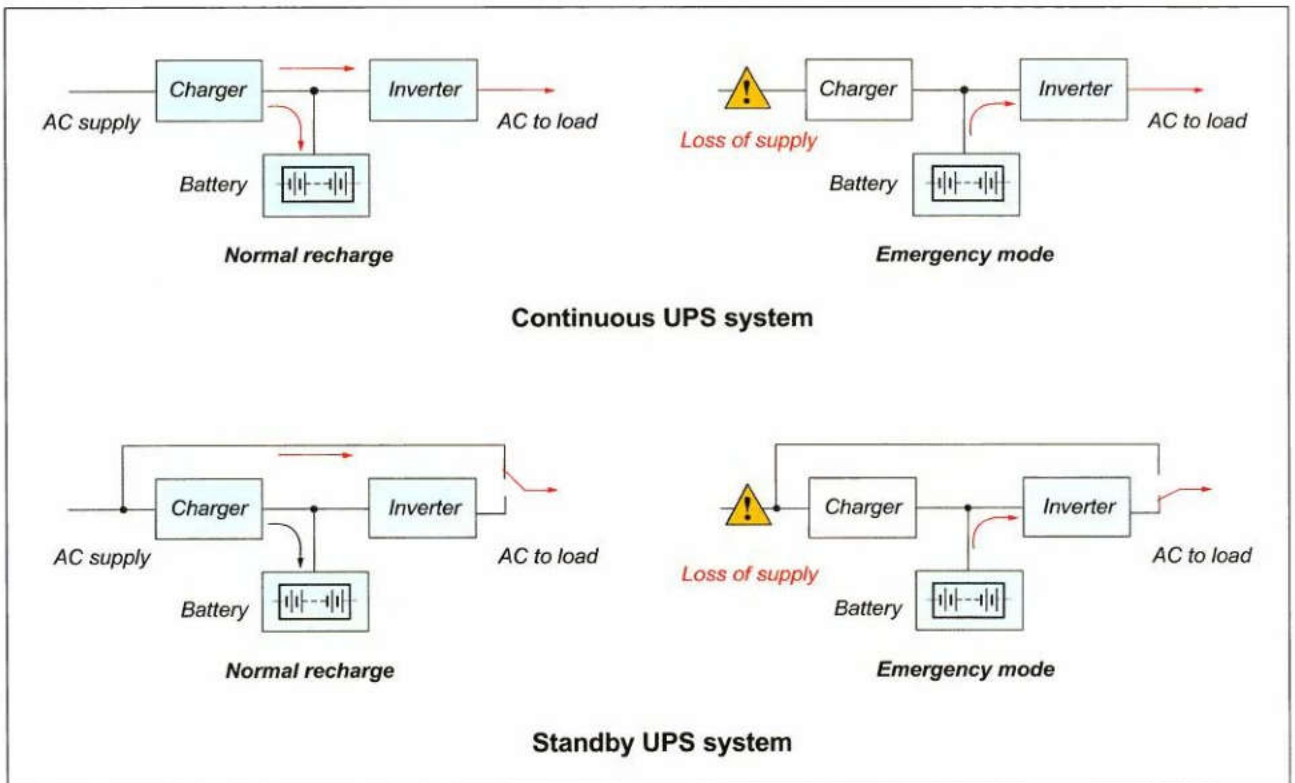 Charger
Inverter
AC supply
AC to load
Battery
Normal recharge
!
Charger
Inverter
Loss of supply
AC to load
Battery
Emergency mode
Continuous UPS system
Charger
Inverter
AC supply
AC to load
Battery
Normal recharge
!
Charger
Inverter
Loss of supply
AC to load
Battery
Emergency mode
Standby UPS system